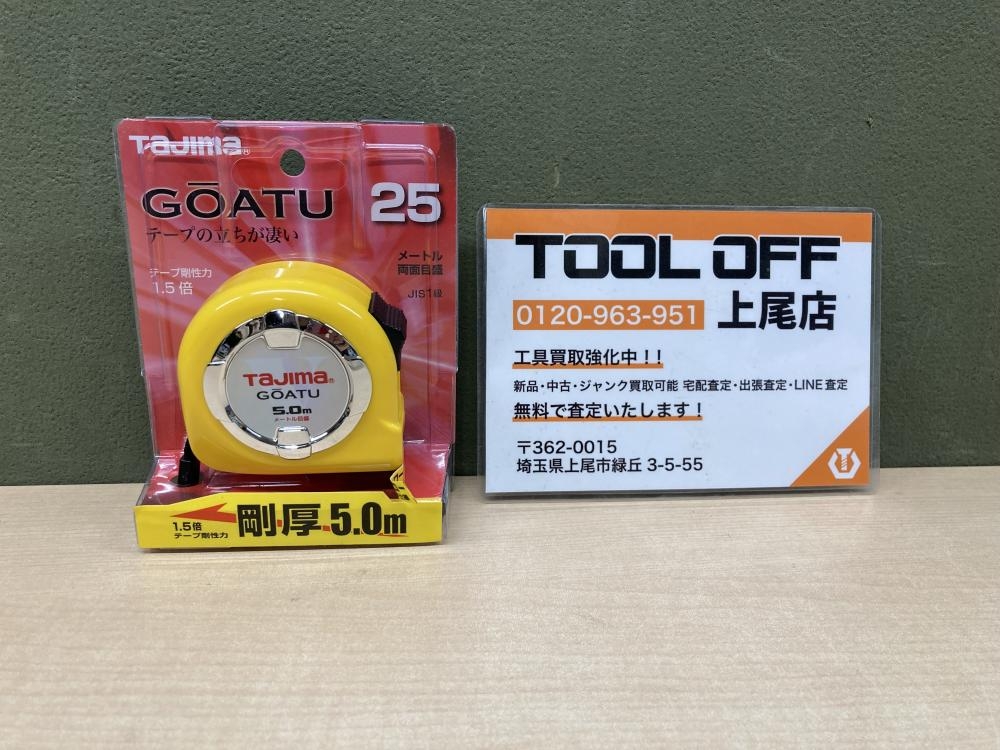 Tajima®
GŌATU 25
テープの立ちが凄い
メートル
両面目盛
テープ剛性力
1.5倍
JIS1級
Tajima®
GŌATU
5.0m
メートル目盛
1.5倍
テープ剛性力
剛厚5.0m
TOOL OFF
0120-963-951 上尾店
工具買取強化中!!
新品・中古・ジャンク買取可能 宅配査定・出張査定・LINE査定
無料で査定いたします!
〒362-0015
埼玉県上尾市緑丘 3-5-55